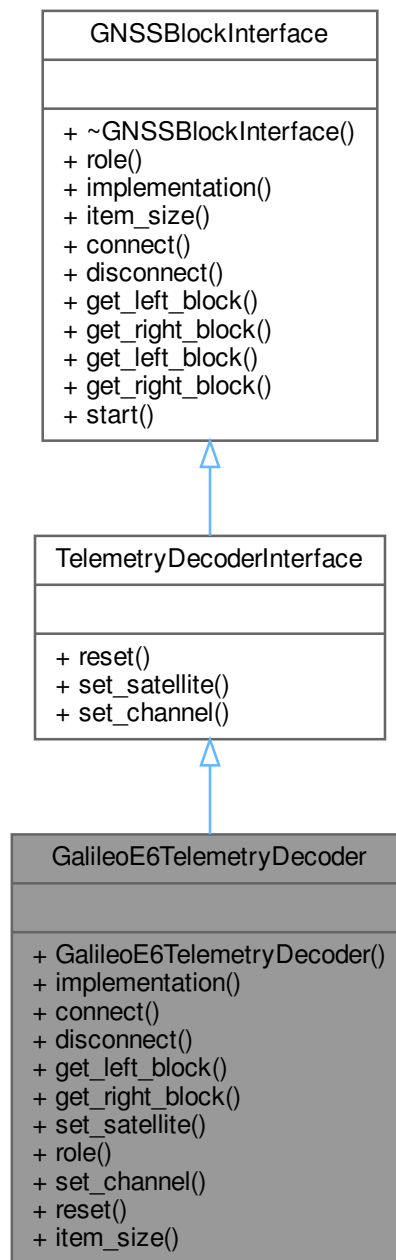 GNSSBlockInterface
+ ~GNSSBlockInterface()
+ role()
+ implementation()
+ item_size()
+ connect()
+ disconnect()
+ get_left_block()
+ get_right_block()
+ get_left_block()
+ get_right_block()
+ start()
TelemetryDecoderInterface
+ reset()
+ set_satellite()
+ set_channel()
GalileoE6TelemetryDecoder
+ GalileoE6TelemetryDecoder()
+ implementation()
+ connect()
+ disconnect()
+ get_left_block()
+ get_right_block()
+ set_satellite()
+ role()
+ set_channel()
+ reset()
+ item_size()